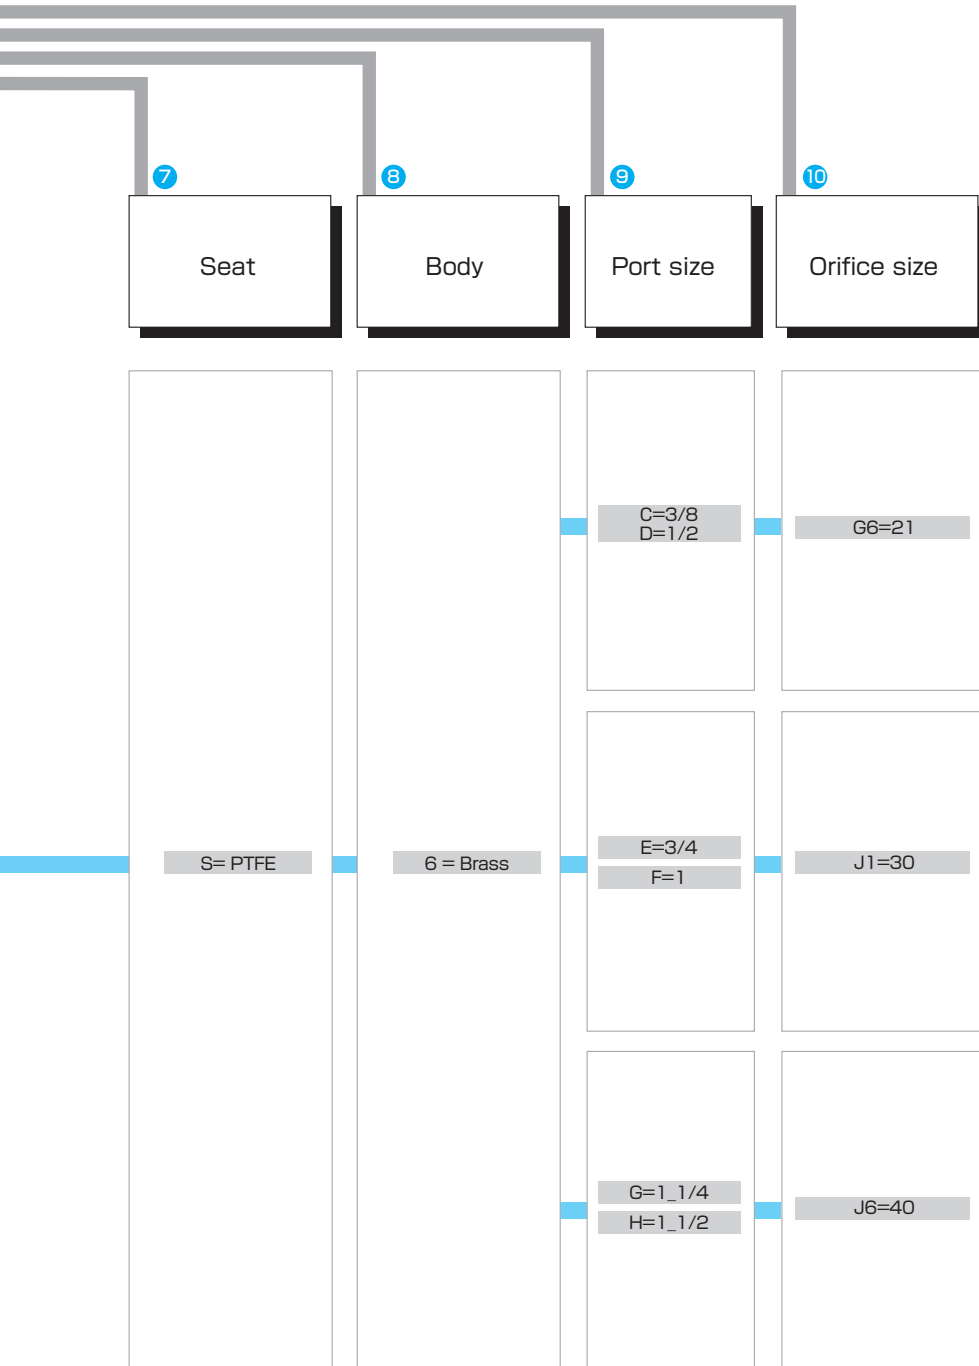 7
8
9
10
Seat
Body
Port size
Orifice size
C=3/8
D=1/2
G6=21
S= PTFE
6 = Brass
E=3/4
F=1
J1=30
G=1_1/4
H=1_1/2
J6=40